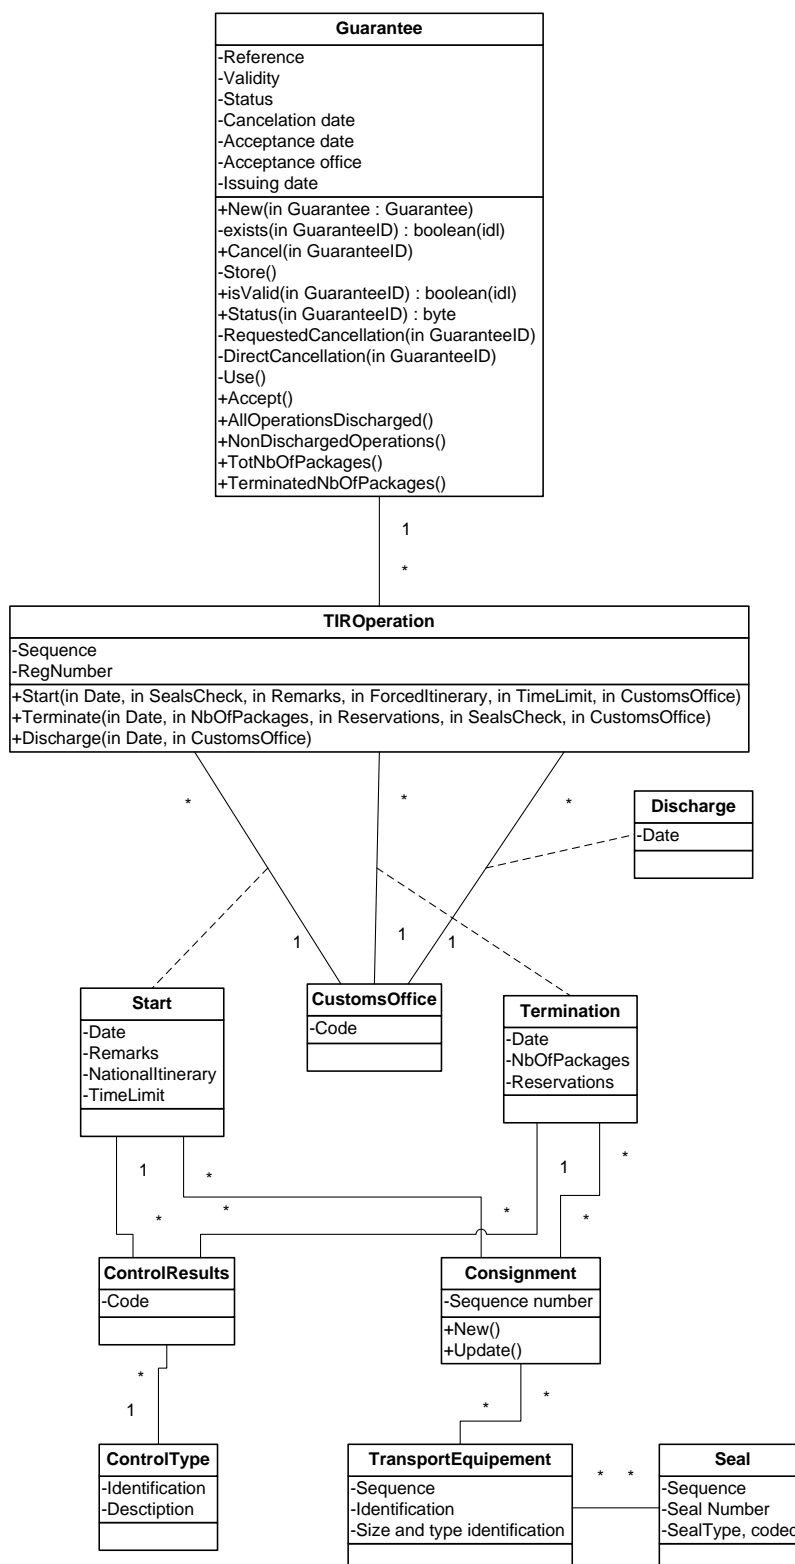 Guarantee
-Reference
-Validity
-Status
-Cancelation date
-Acceptance date
-Acceptance office
-Issuing date
+New(in Guarantee : Guarantee)
-exists(in GuaranteeID) : boolean(idl)
+Cancel(in GuaranteeID)
-Store()
+isValid(in GuaranteeID) : boolean(idl)
+Status(in GuaranteeID) : byte
-RequestedCancellation(in GuaranteeID)
-DirectCancellation(in GuaranteeID)
-Use()
+Accept()
+AllOperationsDischarged()
+NonDischargedOperations()
+TotNbOfPackages()
+TerminatedNbOfPackages()
1
*
TIROperation
-Sequence
-RegNumber
+Start(in Date, in SealsCheck, in Remarks, in ForcedItinerary, in TimeLimit, in CustomsOffice)
+Terminate(in Date, in NbOfPackages, in Reservations, in SealsCheck, in CustomsOffice)
+Discharge(in Date, in CustomsOffice)
* * *
Discharge
-Date
1 1 1
Start
-Date
-Remarks
-NationalItinerary
-TimeLimit
CustomsOffice
-Code
Termination
-Date
-NbOfPackages
-Reservations
1 * 1 *
* * * *
ControlResults
-Code
Consignment
-Sequence number
+New()
+Update()
*
1
* *
ControlType
-Identification
-Desctiption
TransportEquipement
-Sequence
-Identification
-Size and type identification
* *
Seal
-Sequence
-Seal Number
-SealType, coded